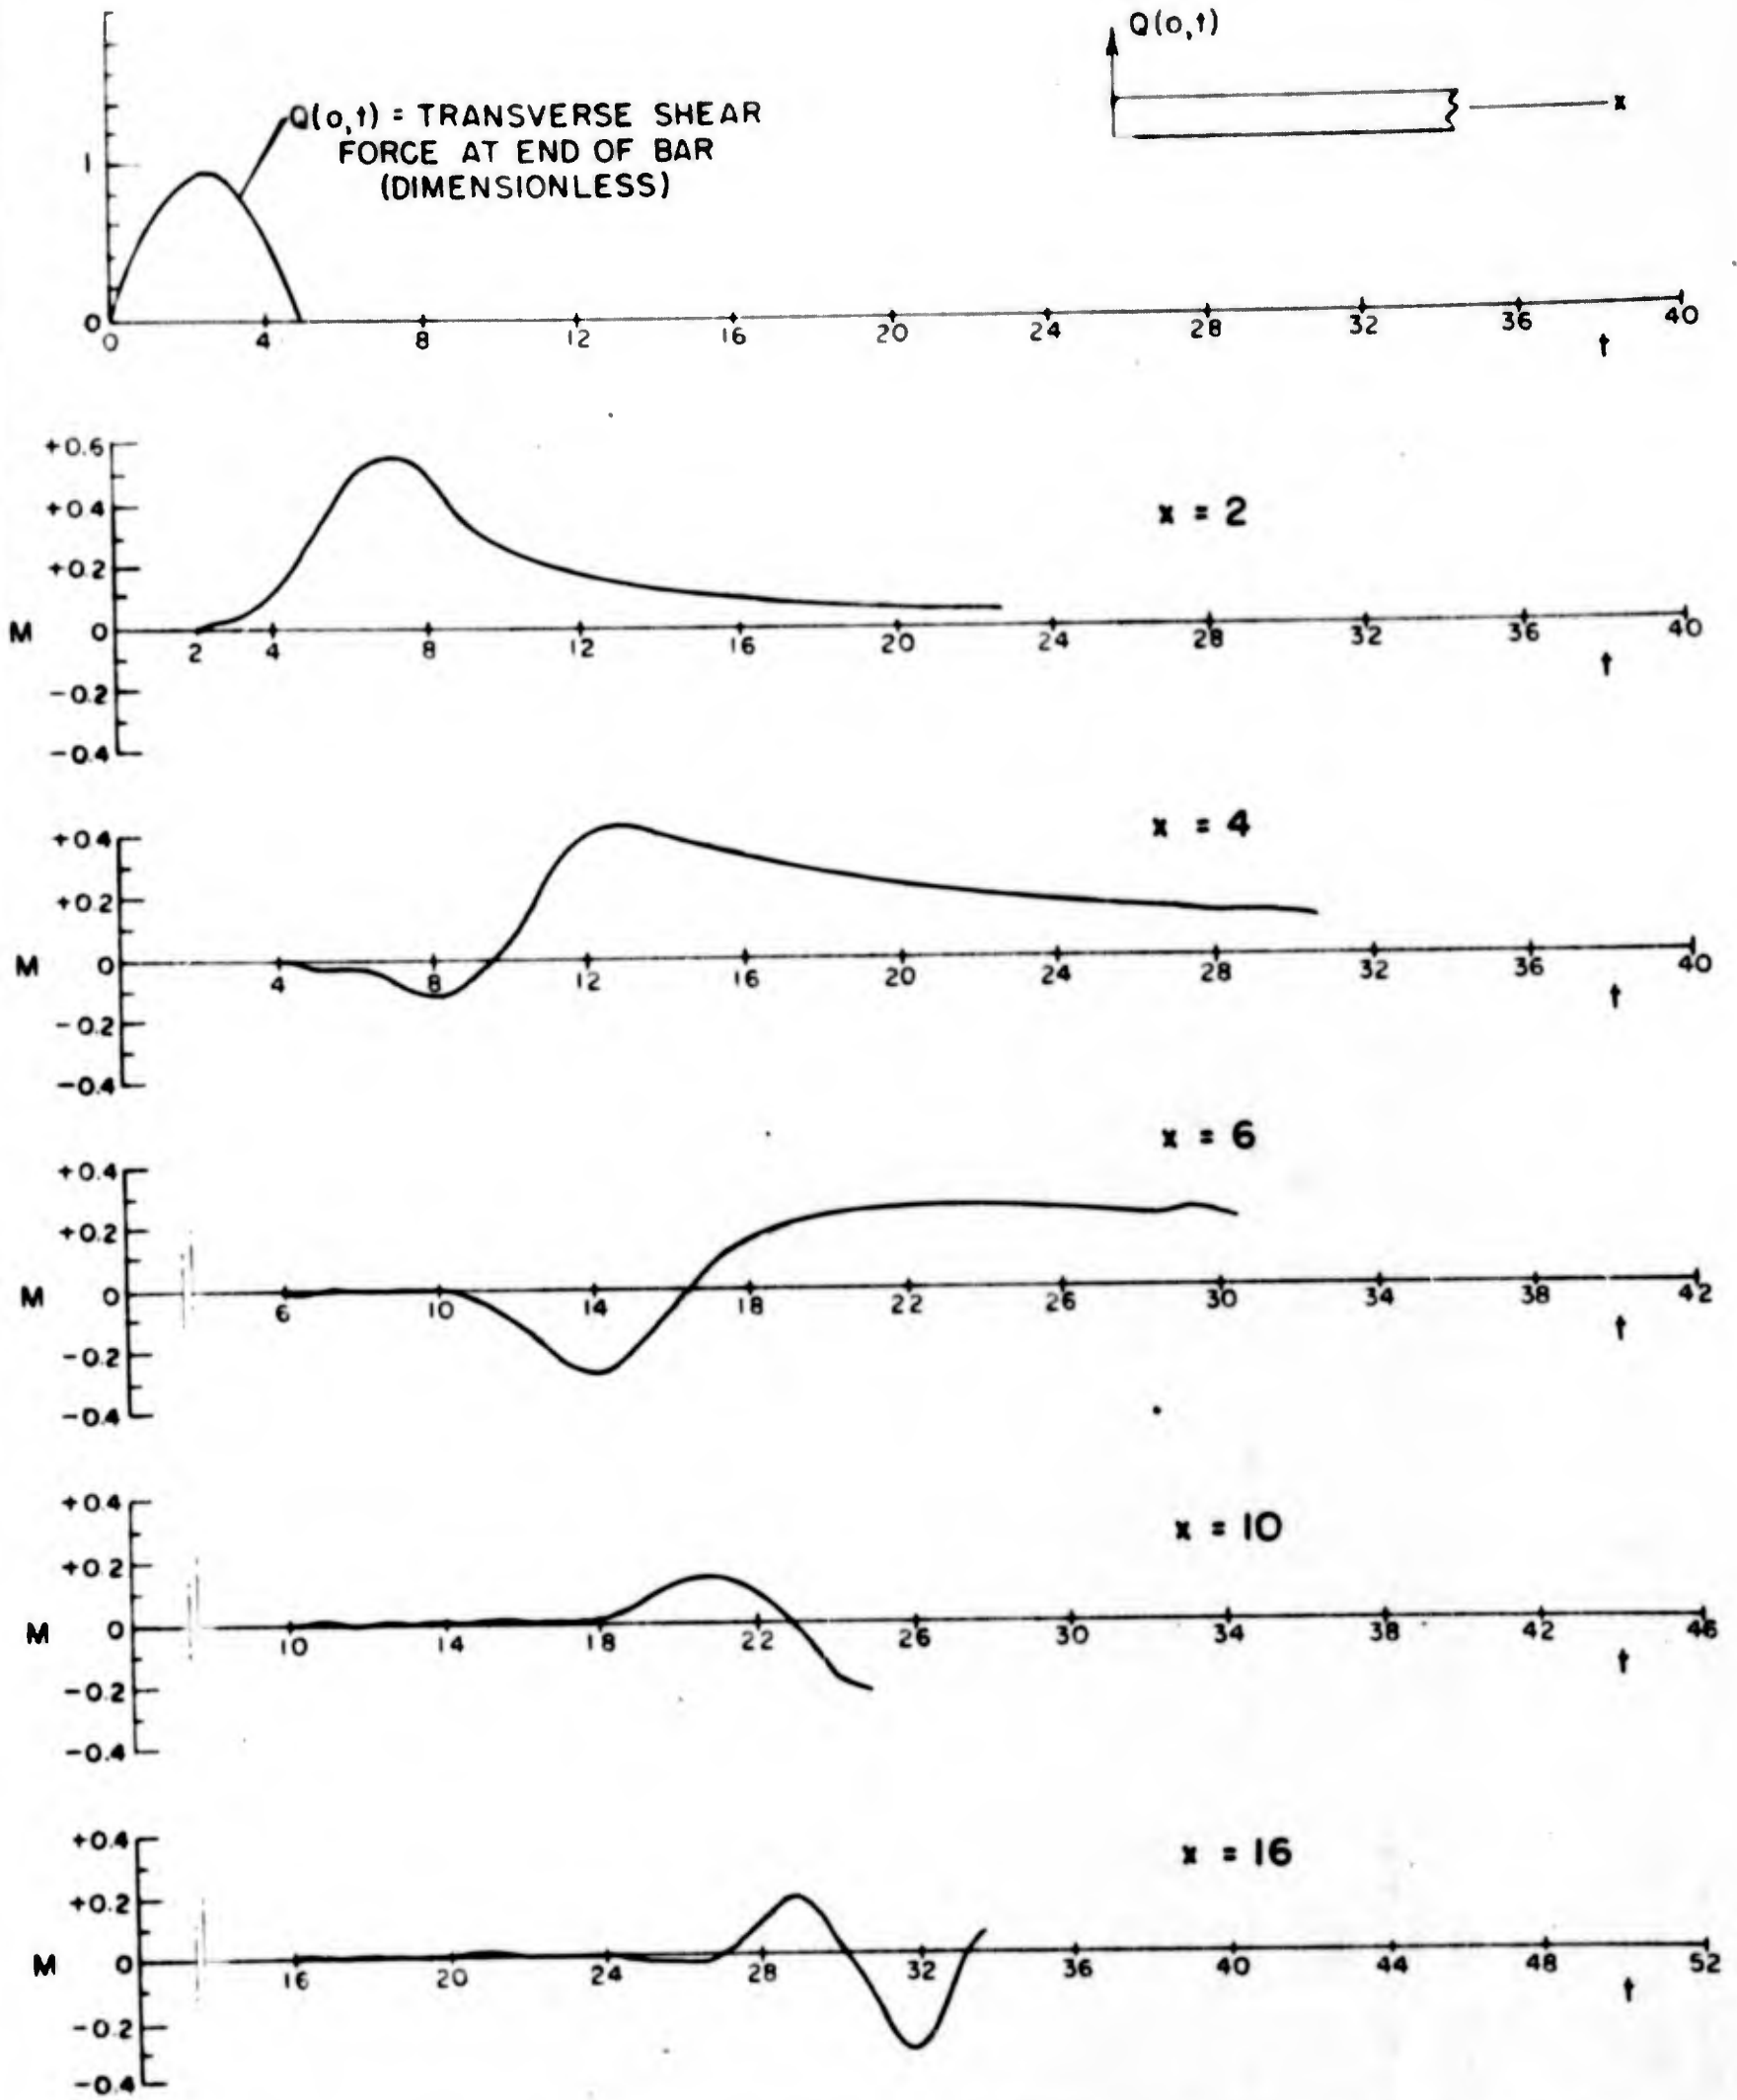 Q(0,t)
x
Q(0,t) = TRANSVERSE SHEAR
FORCE AT END OF BAR
(DIMENSIONLESS)
1
0
0 4 8 12 16 20 24 28 32 36 40
t
x = 2
+0.6
+0.4
+0.2
M 0
-0.2
-0.4
2 4 8 12 16 20 24 28 32 36 40
t
x = 4
+0.4
+0.2
M 0
-0.2
-0.4
4 8 12 16 20 24 28 32 36 40
t
x = 6
+0.4
+0.2
M 0
-0.2
-0.4
6 10 14 18 22 26 30 34 38 42
t
x = 10
+0.4
+0.2
M 0
-0.2
-0.4
10 14 18 22 26 30 34 38 42 46
t
x = 16
+0.4
+0.2
M 0
-0.2
-0.4
16 20 24 28 32 36 40 44 48 52
t